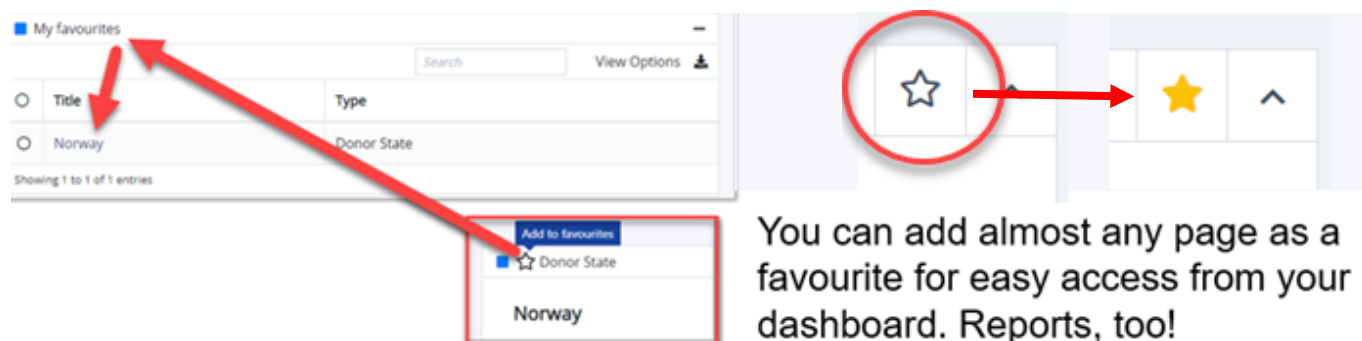 My favourites
Search View Options
Title Type
Norway Donor State
Showing 1 to 1 of 1 entries
Add to favourites
Donor State
Norway
You can add almost any page as a
favourite for easy access from your
dashboard. Reports, too!